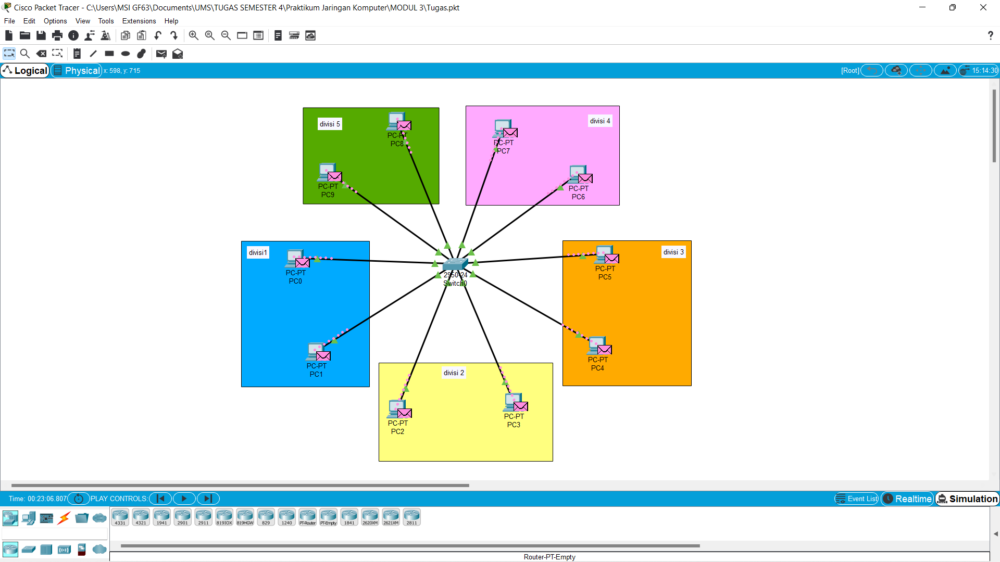 Cisco Packet Tracer - C:\Users\MSI GF63\Documents\UMS\TUGAS SEMESTER 4\Praktikum Jaringan Komputer\MODUL 3\Tugas.pkt
File Edit Options View Tools Extensions Help
Logical Physical x: 598, y: 715 [Root] 15:14:30
divisi 5
PC-PT
PC8
PC-PT
PC9
divisi 4
PC-PT
PC7
PC-PT
PC6
divisi1
PC-PT
PC0
PC-PT
PC1
2950-24
Switch0
divisi 3
PC-PT
PC5
PC-PT
PC4
divisi 2
PC-PT
PC2
PC-PT
PC3
Time: 00:23:06.807 PLAY CONTROLS: Event List Realtime Simulation
4331 4321 1941 2901 2911 819IOX 819HGW 829 1240 PT-Router PT-Empty 1841 2620XM 2621XM 2811
Router-PT-Empty